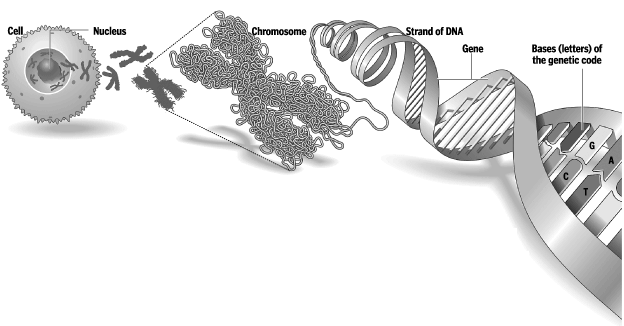 Cell
Nucleus
Chromosome
Strand of DNA
Gene
Bases (letters) of
the genetic code
G
A
C
T